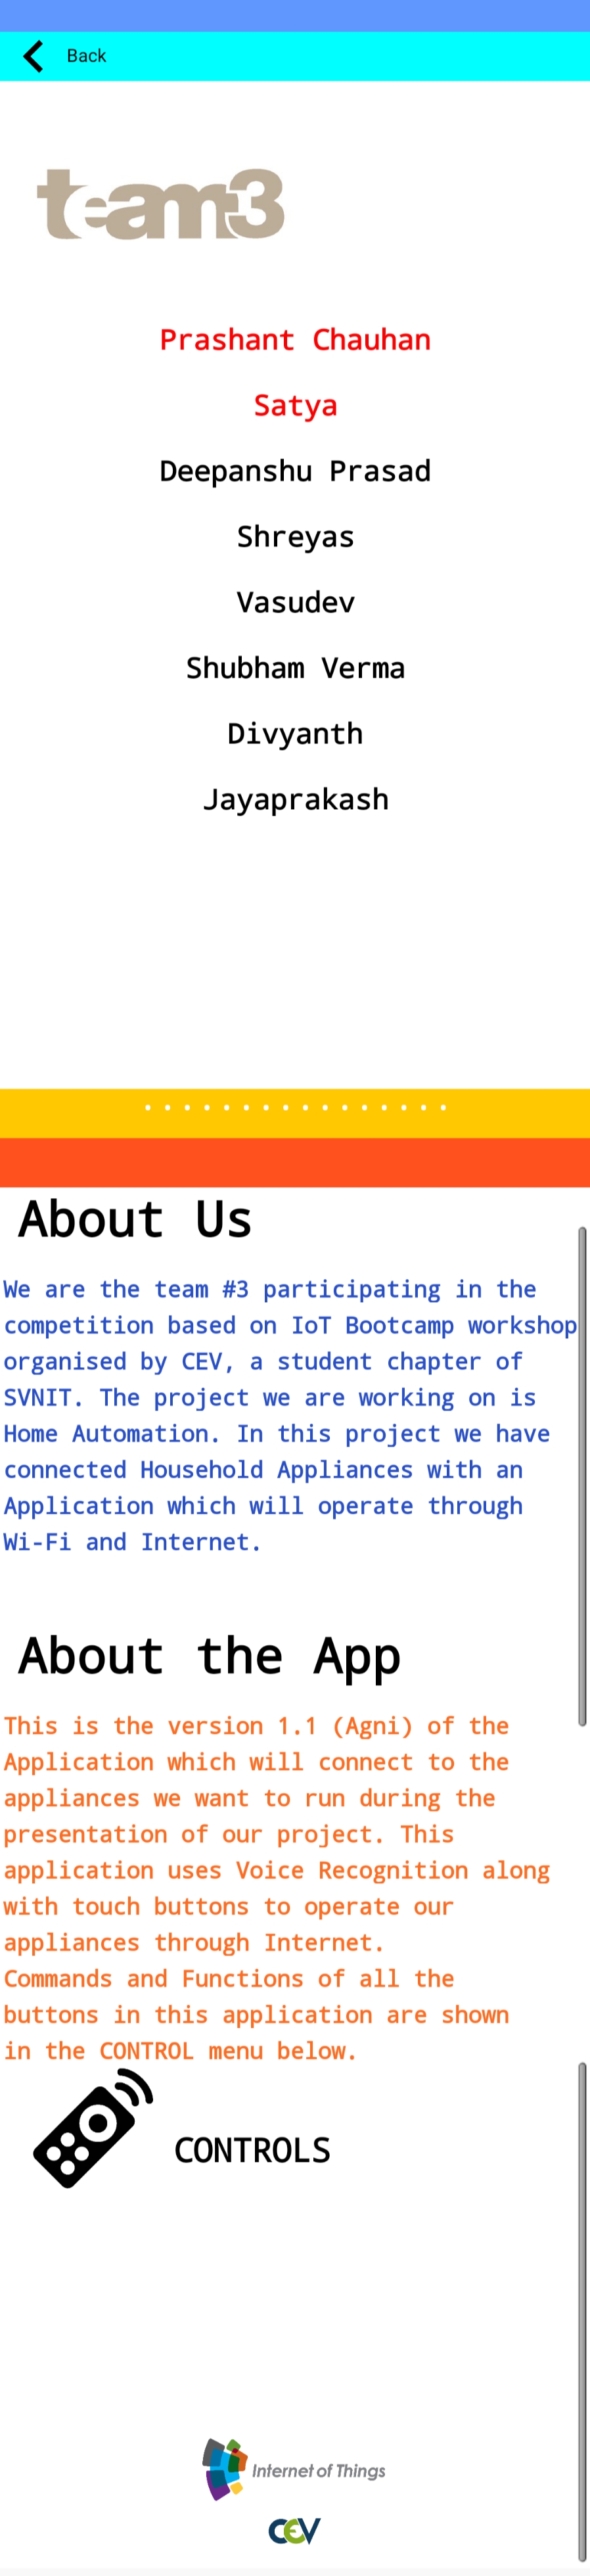 Back
team3
Prashant Chauhan
Satya
Deepanshu Prasad
Shreyas
Vasudev
Shubham Verma
Divyanth
Jayaprakash
About Us
We are the team #3 participating in the
competition based on IoT Bootcamp workshop
organised by CEV, a student chapter of
SVNIT. The project we are working on is
Home Automation. In this project we have
connected Household Appliances with an
Application which will operate through
Wi-Fi and Internet.
About the App
This is the version 1.1 (Agni) of the
Application which will connect to the
appliances we want to run during the
presentation of our project. This
application uses Voice Recognition along
with touch buttons to operate our
appliances through Internet.
Commands and Functions of all the
buttons in this application are shown
in the CONTROL menu below.
CONTROLS
Internet of Things
CEV